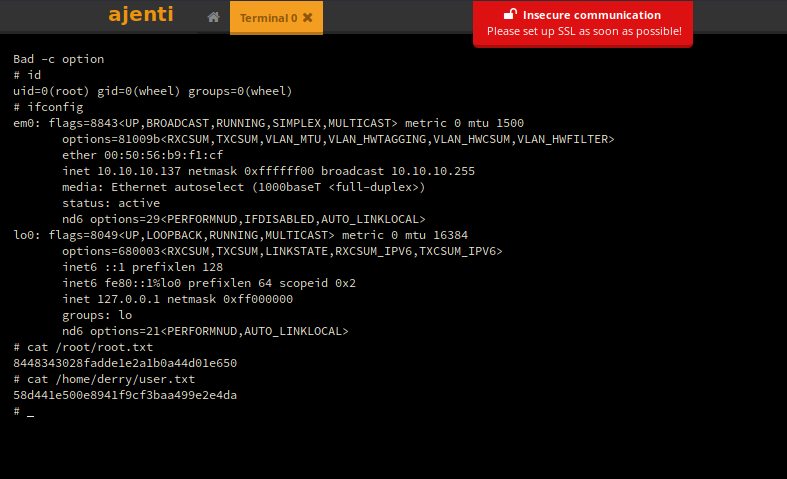 ajenti
Terminal 0 ✖
Insecure communication
Please set up SSL as soon as possible!
Bad -c option
# id
uid=0(root) gid=0(wheel) groups=0(wheel)
# ifconfig
em0: flags=8843<UP,BROADCAST,RUNNING,SIMPLEX,MULTICAST> metric 0 mtu 1500
options=81009b<RXCSUM,TXCSUM,VLAN_MTU,VLAN_HWTAGGING,VLAN_HWCSUM,VLAN_HWFILTER>
ether 00:50:56:b9:f1:cf
inet 10.10.10.137 netmask 0xffffff00 broadcast 10.10.10.255
media: Ethernet autoselect (1000baseT <full-duplex>)
status: active
nd6 options=29<PERFORMNUD,IFDISABLED,AUTO_LINKLOCAL>
lo0: flags=8049<UP,LOOPBACK,RUNNING,MULTICAST> metric 0 mtu 16384
options=680003<RXCSUM,TXCSUM,LINKSTATE,RXCSUM_IPV6,TXCSUM_IPV6>
inet6 ::1 prefixlen 128
inet6 fe80::1%lo0 prefixlen 64 scopeid 0x2
inet 127.0.0.1 netmask 0xff000000
groups: lo
nd6 options=21<PERFORMNUD,AUTO_LINKLOCAL>
# cat /root/root.txt
8448343028fadde1e2a1b0a44d01e650
# cat /home/derry/user.txt
58d441e500e8941f9cf3baa499e2e4da
# _